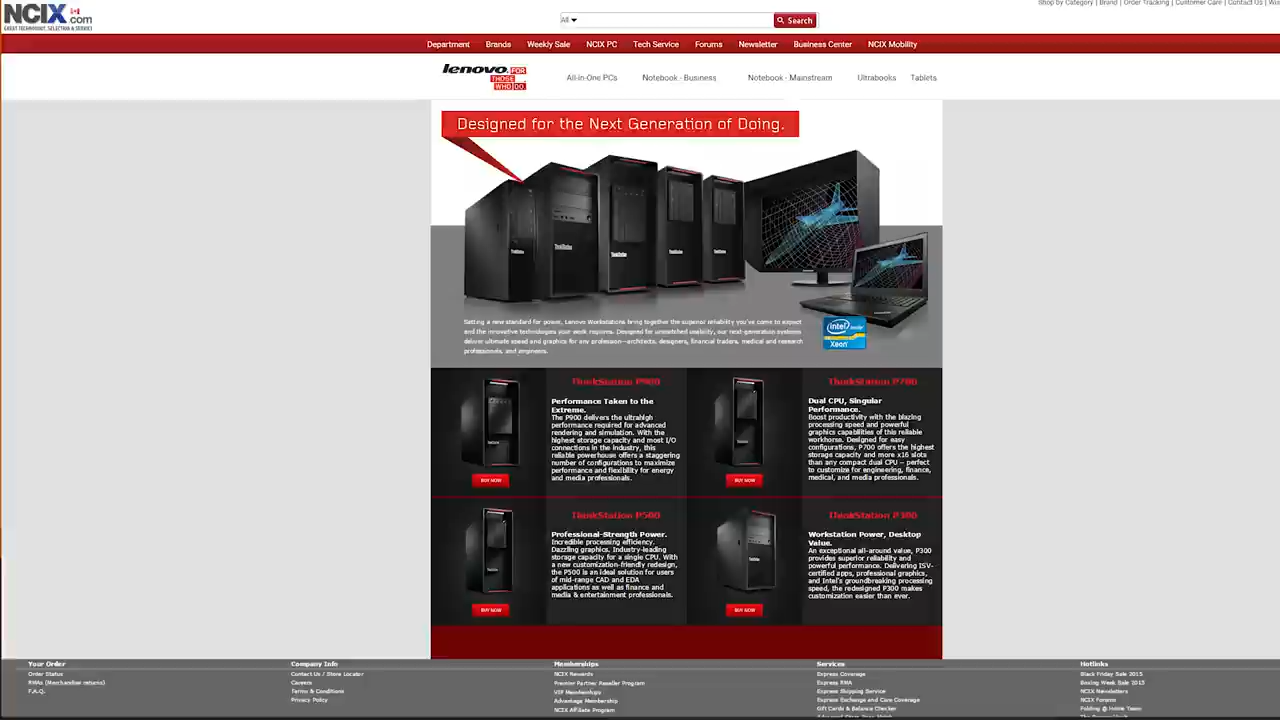 Shop by Category | Brand | Order Tracking | Customer Care | Contact Us |
NCIX.com
GREAT TECHNOLOGY, SELECTION & SERVICE
All
Search
Department Brands Weekly Sale NCIX PC Tech Service Forums Newsletter Business Center NCIX Mobility
lenovo FOR THOSE WHO DO
All-in-One PCs Notebook - Business Notebook - Mainstream Ultrabooks Tablets
Designed for the Next Generation of Doing.
Setting a new standard for power, Lenovo Workstations bring together the superior reliability you've come to expect
and the innovative technologies your work requires. Designed for unmatched usability, our next-generation systems
deliver ultimate speed and graphics for any profession—architects, designers, financial traders, medical and research
professionals, and engineers.
intel inside
Xeon
ThinkStation P900
Performance Taken to the
Extreme.
The P900 delivers the ultrahigh
performance required for advanced
rendering and simulation. With the
highest storage capacity and most I/O
connections in the industry, this
reliable powerhouse offers a staggering
number of configurations to maximize
performance and flexibility for energy
and media professionals.
BUY NOW
ThinkStation P700
Dual CPU, Singular
Performance.
Boost productivity with the blazing
processing speed and powerful
graphics capabilities of this reliable
workhorse. Designed for easy
configurations, P700 offers the highest
storage capacity and more x16 slots
than any compact dual CPU – perfect
to customize for engineering, finance,
medical, and media professionals.
BUY NOW
ThinkStation P500
Professional-Strength Power.
Incredible processing efficiency.
Dazzling graphics. Industry-leading
storage capacity for a single CPU. With
a new customization-friendly redesign,
the P500 is an ideal solution for users
of mid-range CAD and EDA
applications as well as finance and
media & entertainment professionals.
BUY NOW
ThinkStation P300
Workstation Power, Desktop
Value.
An exceptional all-around value, P300
provides superior reliability and
powerful performance. Delivering ISV-
certified apps, professional graphics,
and Intel's groundbreaking processing
speed, the redesigned P300 makes
customization easier than ever.
BUY NOW
Your Order
Order Status
RMAs (Merchandise returns)
F.A.Q.
Company Info
Contact Us / Store Locator
Careers
Terms & Conditions
Privacy Policy
Memberships
NCIX Rewards
Premier Partner Reseller Program
VIP Memberships
Advantage Membership
NCIX Affiliate Program
Services
Express Coverage
Express RMA
Express Shipping Service
Express Exchange and Care Coverage
Gift Cards & Balance Checker
Hotlinks
Black Friday Sale 2015
Boxing Week Sale 2015
NCIX Newsletters
NCIX Forums
Folding @ Home Team